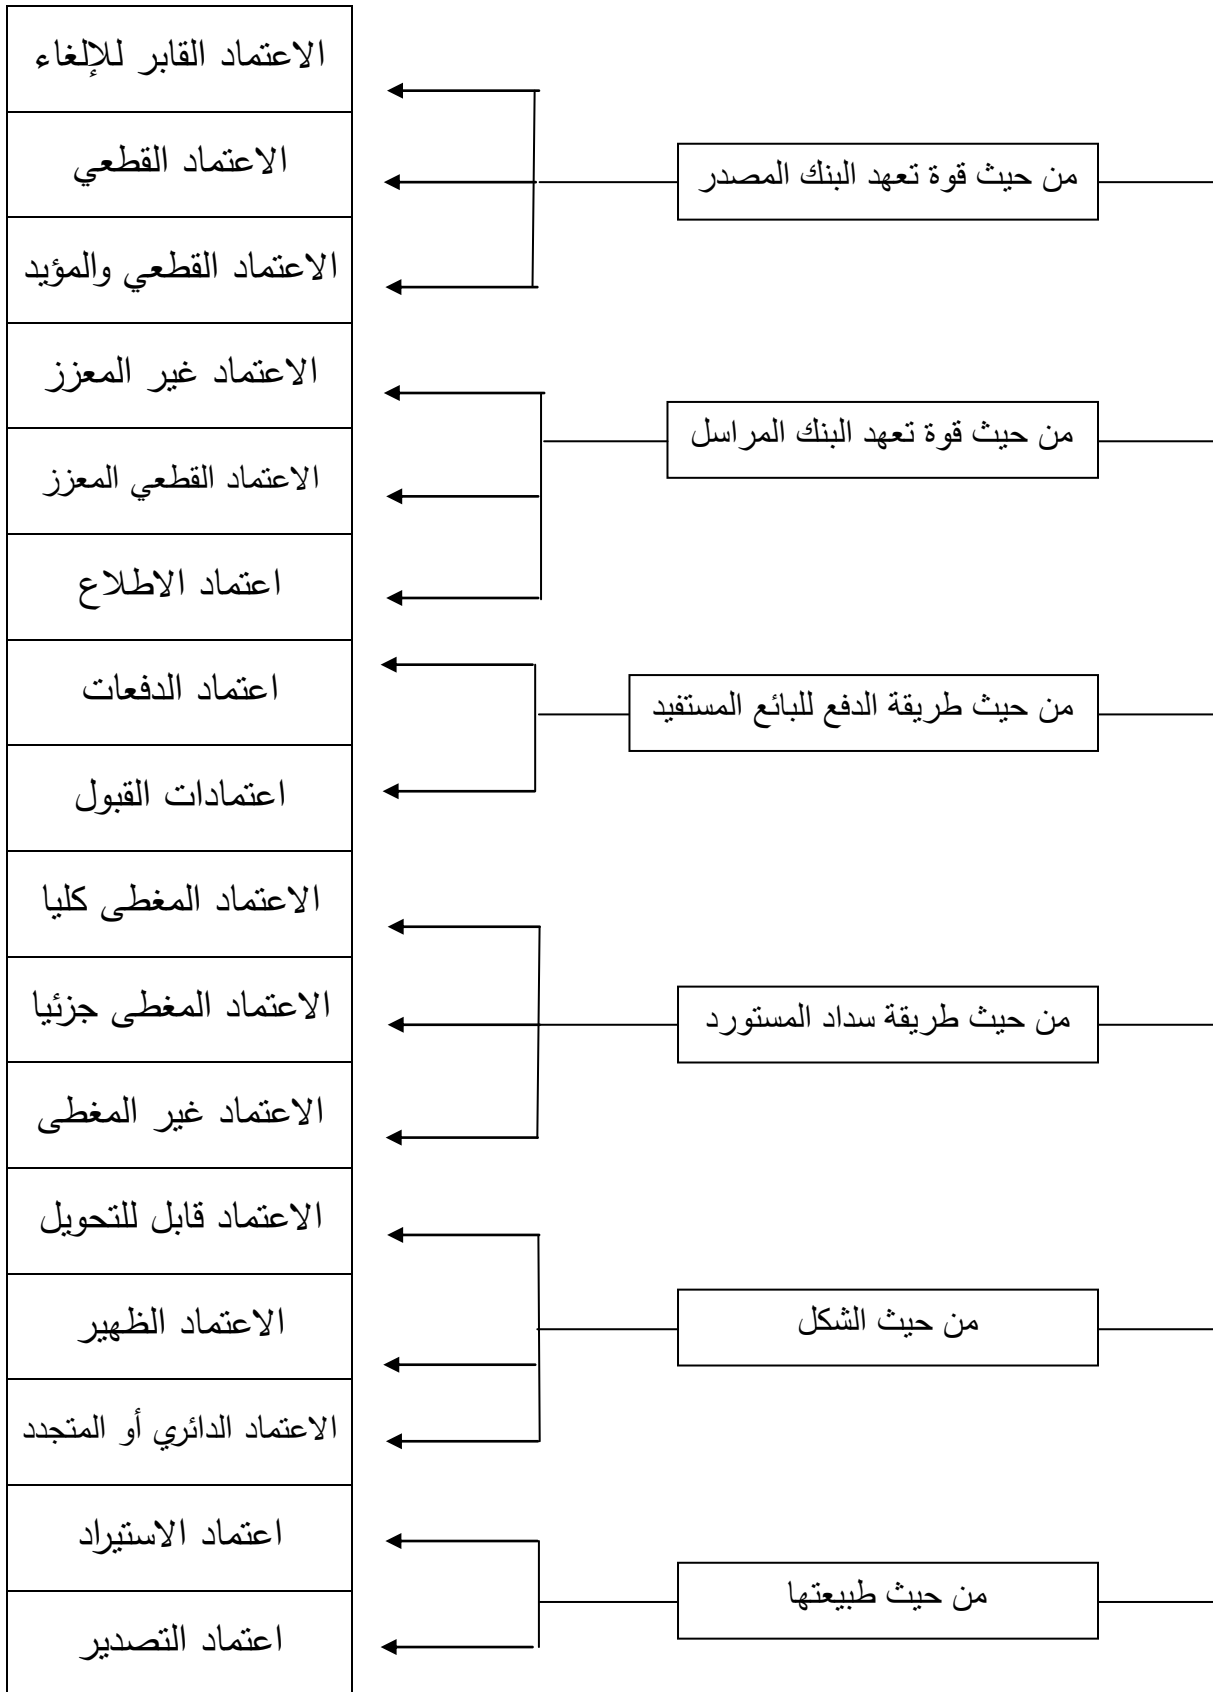 من حيث قوة تعهد البنك المصدر
الاعتماد القابر للإلغاء
الاعتماد القطعي
الاعتماد القطعي والمؤيد
من حيث قوة تعهد البنك المراسل
الاعتماد غير المعزز
الاعتماد القطعي المعزز
اعتماد الاطلاع
من حيث طريقة الدفع للبائع المستفيد
اعتماد الدفعات
اعتمادات القبول
من حيث طريقة سداد المستورد
الاعتماد المغطى كليا
الاعتماد المغطى جزئيا
الاعتماد غير المغطى
من حيث الشكل
الاعتماد قابل للتحويل
الاعتماد الظهير
الاعتماد الدائري أو المتجدد
من حيث طبيعتها
اعتماد الاستيراد
اعتماد التصدير